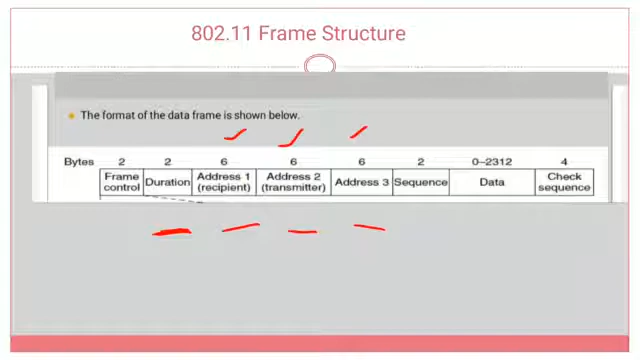 802.11 Frame Structure
The format of the data frame is shown below.
Bytes 2 2 6 6 6 2 0-2312 4
Frame control Duration Address 1 (recipient) Address 2 (transmitter) Address 3 Sequence Data Check sequence